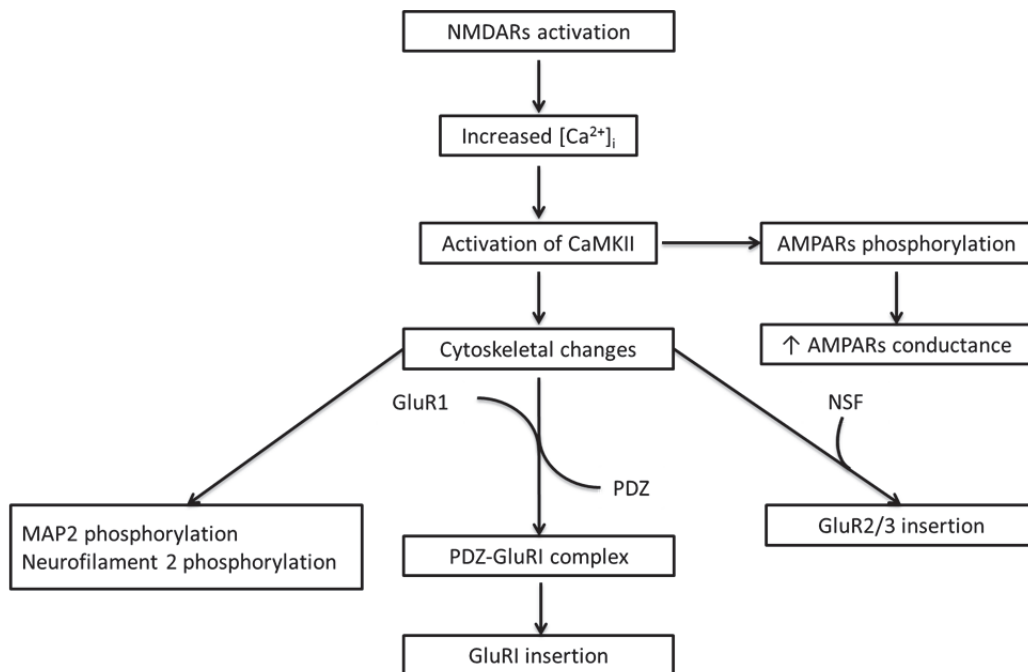 NMDARs activation
Increased [Ca²⁺]ᵢ
Activation of CaMKII
AMPARs phosphorylation
Cytoskeletal changes
↑ AMPARs conductance
GluR1
NSF
PDZ
MAP2 phosphorylation
Neurofilament 2 phosphorylation
GluR2/3 insertion
PDZ-GluRI complex
GluRI insertion